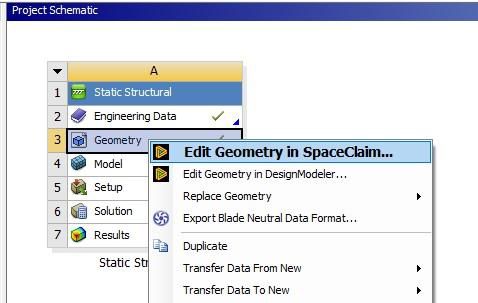 Project Schematic
A
1 Static Structural
2 Engineering Data
3 Geometry
4 Model
5 Setup
6 Solution
7 Results
Static Str
Edit Geometry in SpaceClaim...
Edit Geometry in DesignModeler...
Replace Geometry
Export Blade Neutral Data Format...
Duplicate
Transfer Data From New
Transfer Data To New